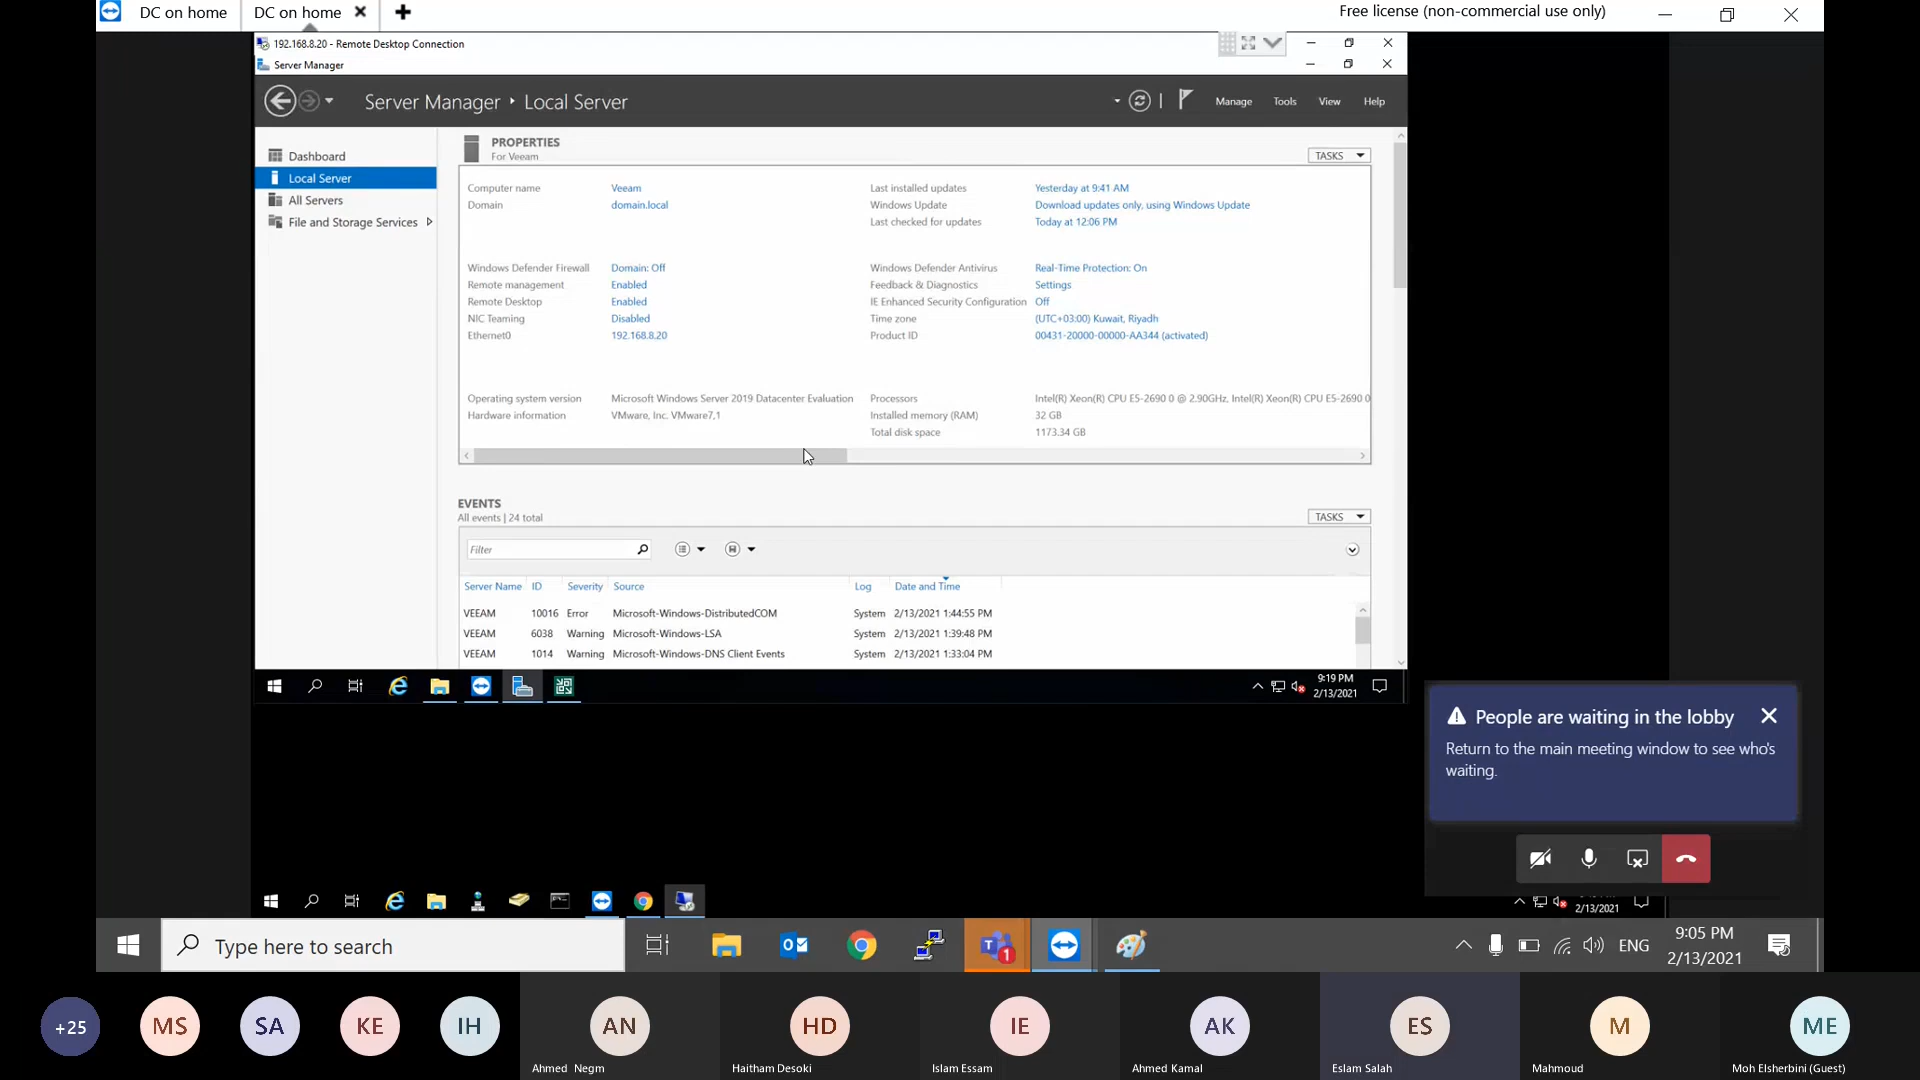 DC on home
DC on home
Free license (non-commercial use only)
192.168.8.20 - Remote Desktop Connection
Server Manager
Server Manager
Local Server
Manage
Tools
View
Help
Dashboard
Local Server
All Servers
File and Storage Services
PROPERTIES
For Veeam
TASKS
Computer name Veeam
Domain domain.local
Last installed updates Yesterday at 9:41 AM
Windows Update Download updates only, using Windows Update
Last checked for updates Today at 12:06 PM
Windows Defender Firewall Domain: Off
Remote management Enabled
Remote Desktop Enabled
NIC Teaming Disabled
Ethernet0 192.168.8.20
Windows Defender Antivirus Real-Time Protection: On
Feedback & Diagnostics Settings
IE Enhanced Security Configuration Off
Time zone (UTC+03:00) Kuwait, Riyadh
Product ID 00431-20000-00000-AA344 (activated)
Operating system version Microsoft Windows Server 2019 Datacenter Evaluation
Hardware information VMware, Inc. VMware7,1
Processors Intel(R) Xeon(R) CPU E5-2690 0 @ 2.90GHz, Intel(R) Xeon(R) CPU E5-2690 0
Installed memory (RAM) 32 GB
Total disk space 1173.34 GB
EVENTS
All events | 24 total
TASKS
Filter
Server Name ID Severity Source Log Date and Time
VEEAM 10016 Error Microsoft-Windows-DistributedCOM System 2/13/2021 1:44:55 PM
VEEAM 6038 Warning Microsoft-Windows-LSA System 2/13/2021 1:39:48 PM
VEEAM 1014 Warning Microsoft-Windows-DNS Client Events System 2/13/2021 1:33:04 PM
9:19 PM
2/13/2021
People are waiting in the lobby
Return to the main meeting window to see who's
waiting.
2/13/2021
Type here to search
T 1
ENG
9:05 PM
2/13/2021
+25
MS
SA
KE
IH
AN
Ahmed Negm
HD
Haitham Desoki
IE
Islam Essam
AK
Ahmed Kamal
ES
Eslam Salah
M
Mahmoud
ME
Moh Elsherbini (Guest)